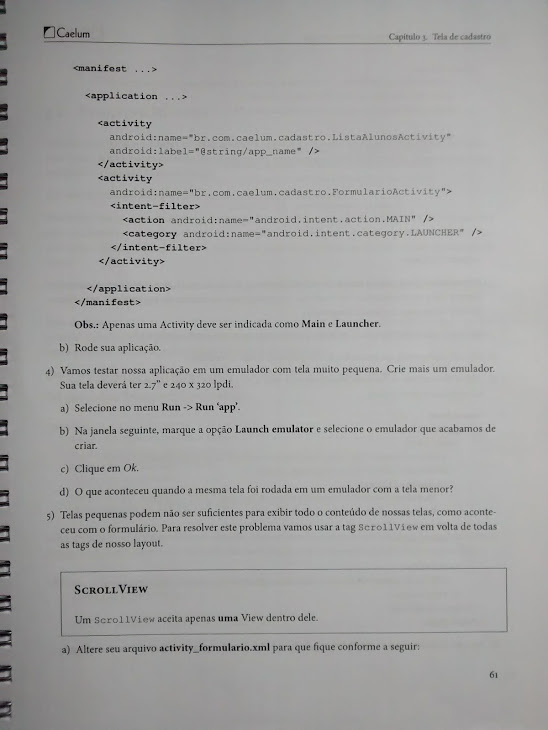 Caelum
Capítulo 3. Tela de cadastro
<manifest ...>
<application ...>
<activity
android:name="br.com.caelum.cadastro.ListaAlunosActivity"
android:label="@string/app_name" />
</activity>
<activity
android:name="br.com.caelum.cadastro.FormularioActivity">
<intent-filter>
<action android:name="android.intent.action.MAIN" />
<category android:name="android.intent.category.LAUNCHER" />
</intent-filter>
</activity>
</application>
</manifest>
Obs.: Apenas uma Activity deve ser indicada como Main e Launcher.
b) Rode sua aplicação.
4) Vamos testar nossa aplicação em um emulador com tela muito pequena. Crie mais um emulador.
Sua tela deverá ter 2.7" e 240 x 320 lpdi.
a) Selecione no menu Run -> Run 'app'.
b) Na janela seguinte, marque a opção Launch emulator e selecione o emulador que acabamos de
criar.
c) Clique em Ok.
d) O que aconteceu quando a mesma tela foi rodada em um emulador com a tela menor?
5) Telas pequenas podem não ser suficientes para exibir todo o conteúdo de nossas telas, como aconte-
ceu com o formulário. Para resolver este problema vamos usar a tag ScrollView em volta de todas
as tags de nosso layout.
ScrollView
Um ScrollView aceita apenas uma View dentro dele.
a) Altere seu arquivo activity_formulario.xml para que fique conforme a seguir:
61